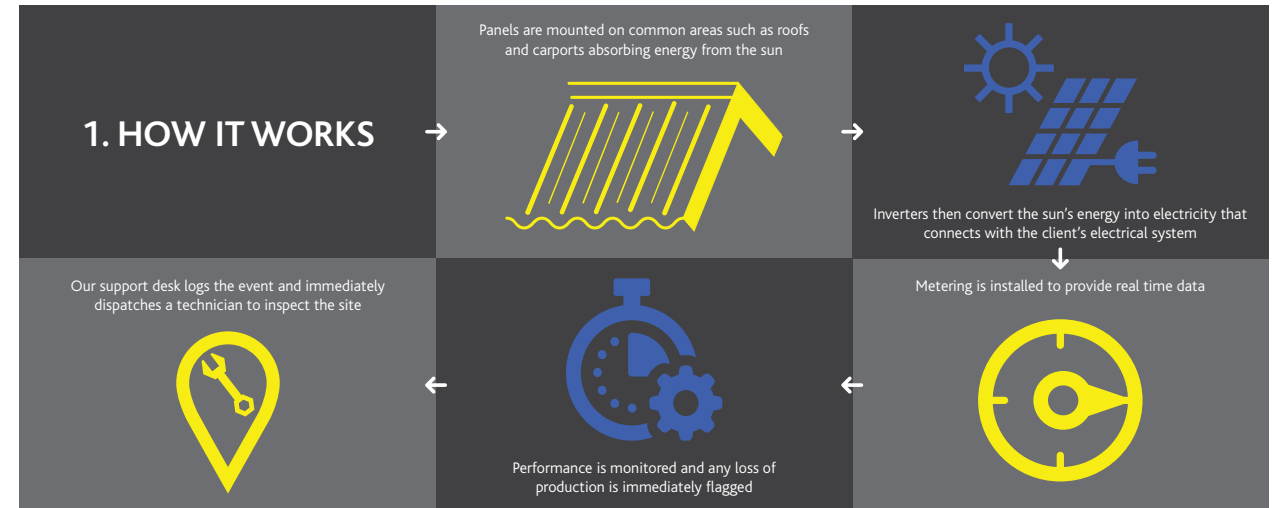 1. HOW IT WORKS
Panels are mounted on common areas such as roofs
and carports absorbing energy from the sun
Inverters then convert the sun's energy into electricity that
connects with the client's electrical system
Metering is installed to provide real time data
Performance is monitored and any loss of
production is immediately flagged
Our support desk logs the event and immediately
dispatches a technician to inspect the site